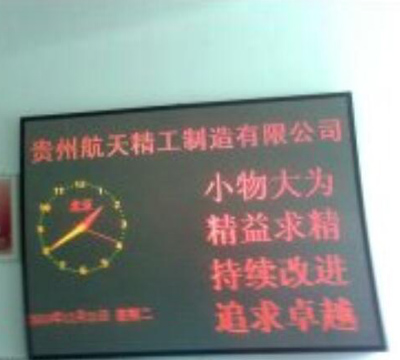 贵州航天精工制造有限公司
小物大为
精益求精
持续改进
追求卓越